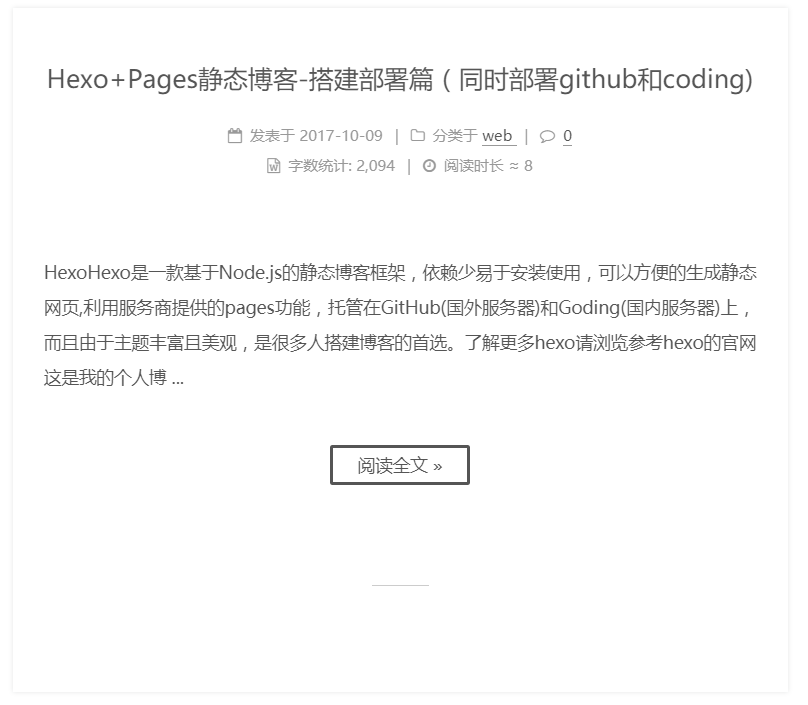 Hexo+Pages静态博客-搭建部署篇（同时部署github和coding)
发表于 2017-10-09 | 分类于 web | 0
字数统计: 2,094 | 阅读时长 ≈ 8
HexoHexo是一款基于Node.js的静态博客框架，依赖少易于安装使用，可以方便的生成静态
网页,利用服务商提供的pages功能，托管在GitHub(国外服务器)和Goding(国内服务器)上，
而且由于主题丰富且美观，是很多人搭建博客的首选。了解更多hexo请浏览参考hexo的官网
这是我的个人博 ...
阅读全文 »